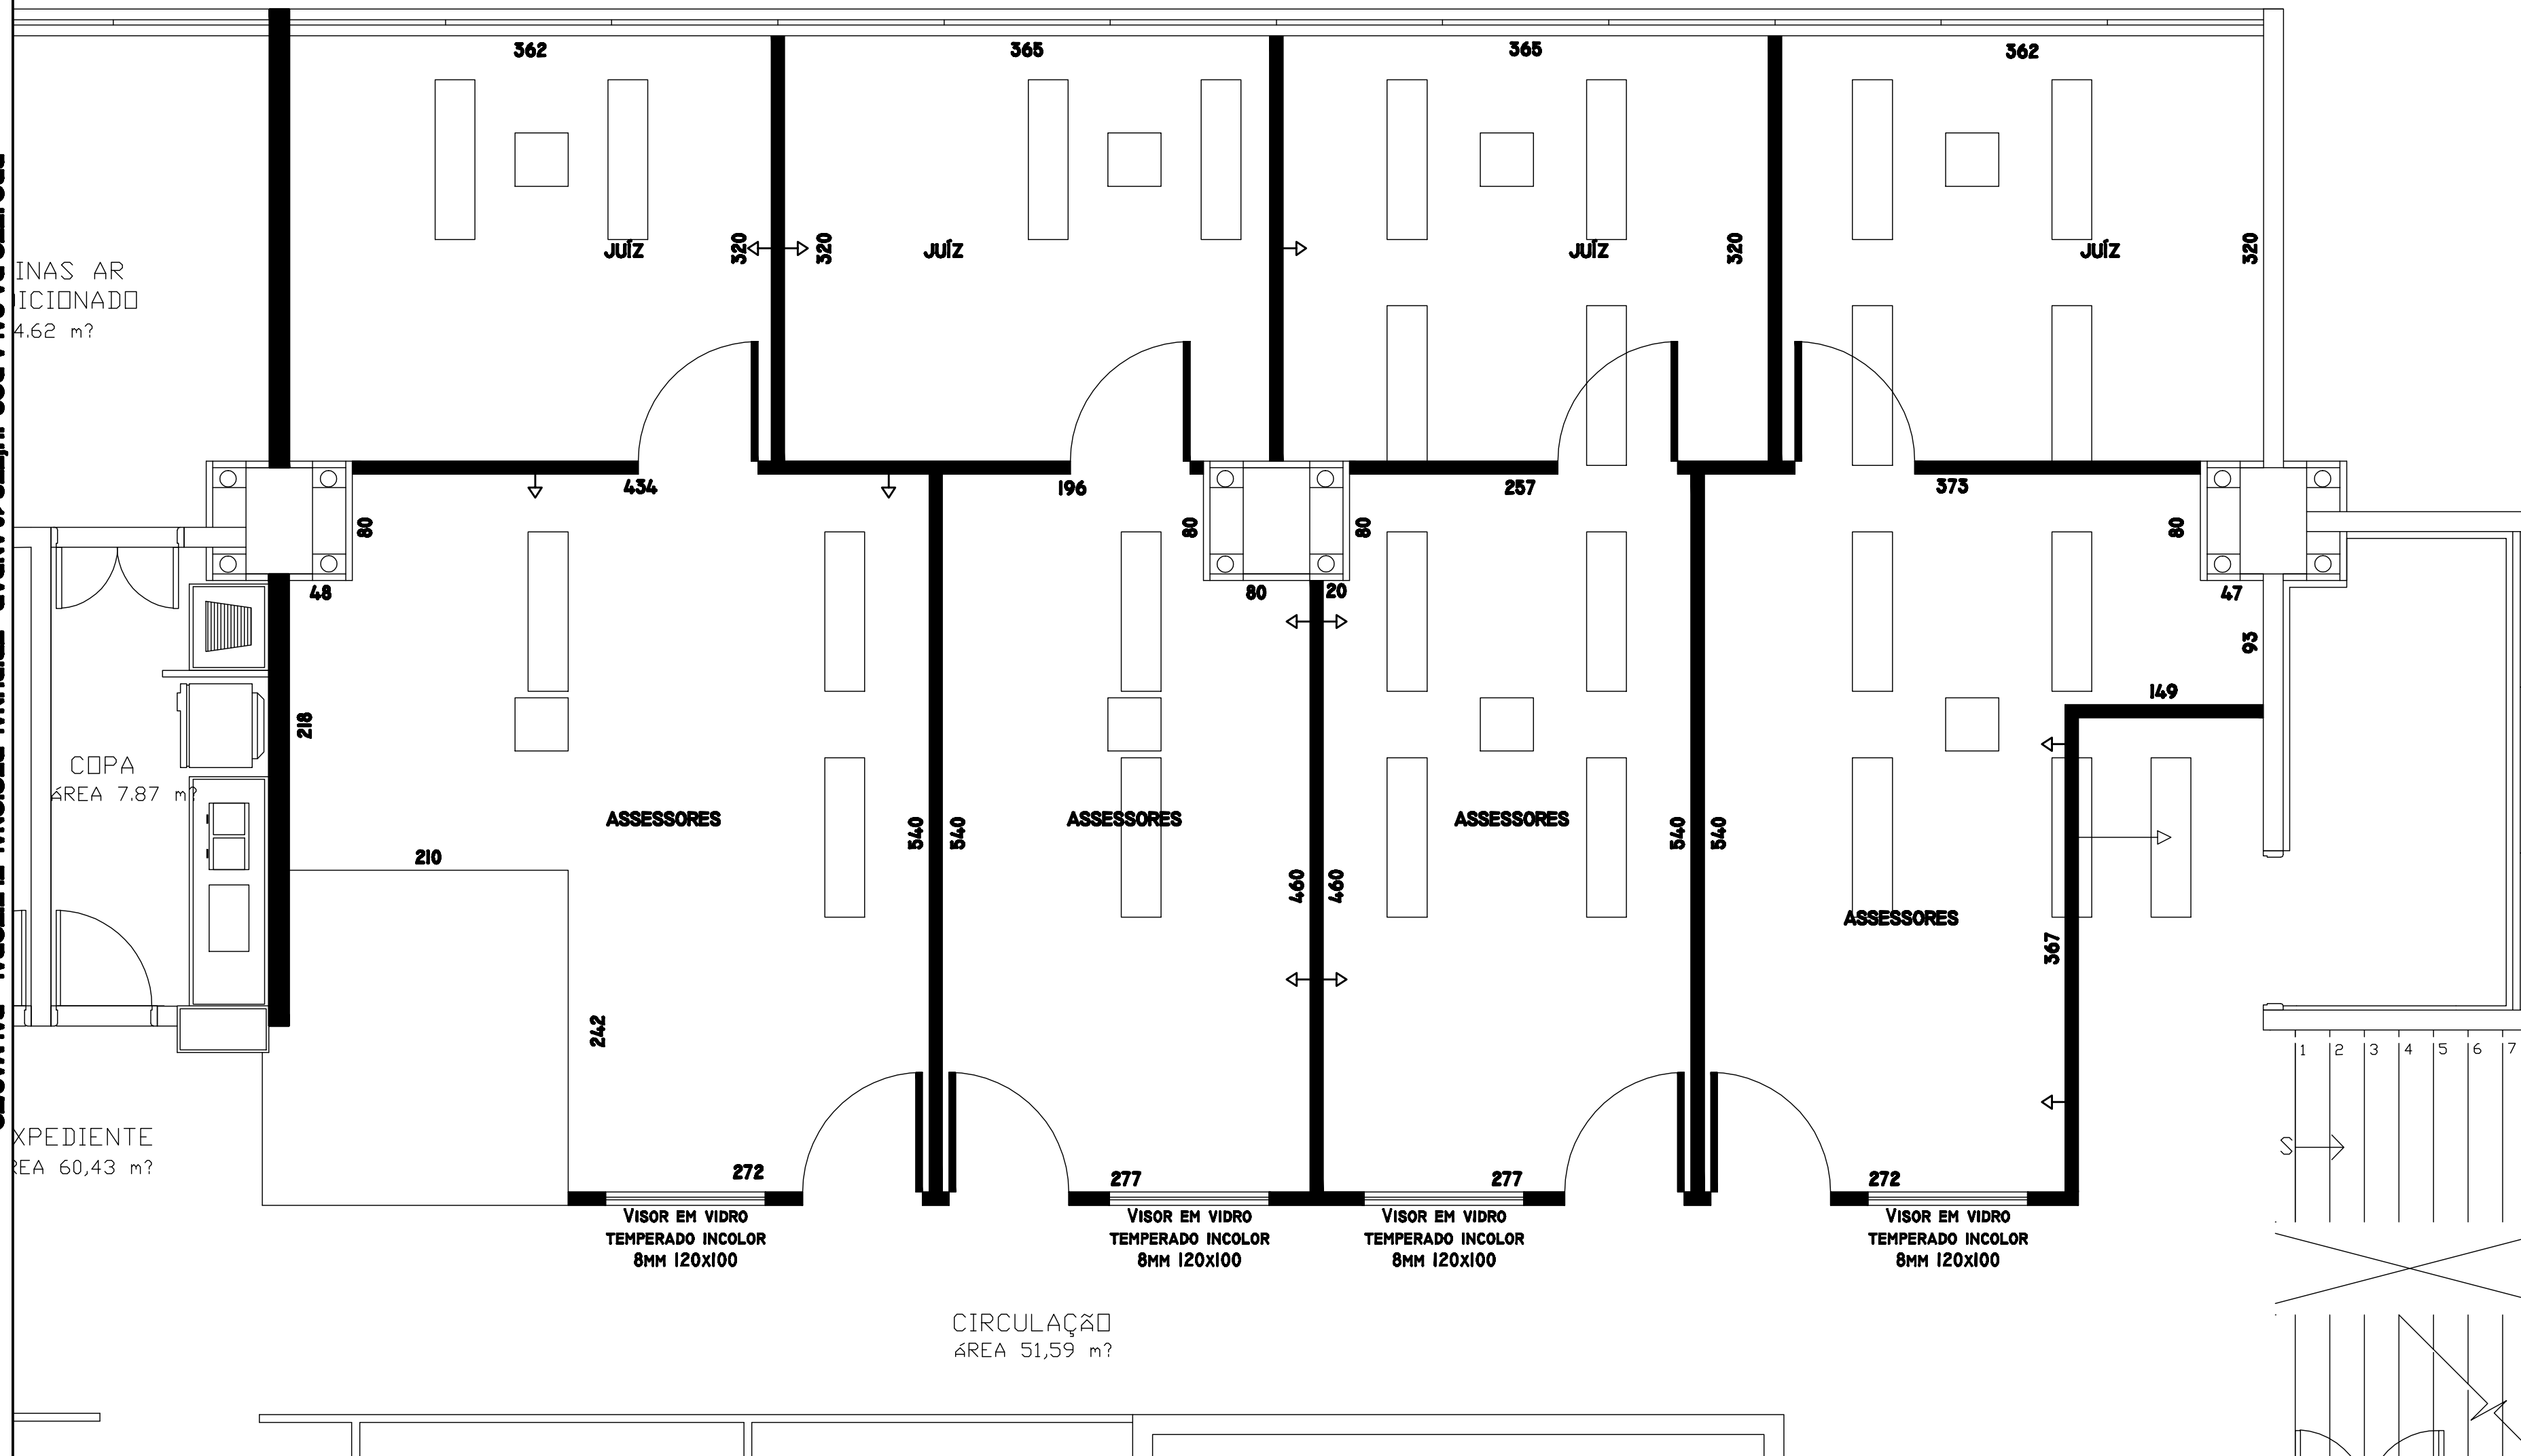 362
365
365
362
INAS AR
DICIONADO
4.62 m?
JUÍZ
320
320
JUÍZ
JUÍZ
320
JUÍZ
320
434
196
257
373
80
80
80
80
48
80
20
47
93
218
149
COPA
ÁREA 7.87 m?
ASSESSORES
ASSESSORES
ASSESSORES
ASSESSORES
540
540
540
540
210
460
460
367
242
1 2 3 4 5 6 7
XPEDIENTE
REA 60,43 m?
S
272
277
277
272
VISOR EM VIDRO
TEMPERADO INCOLOR
8MM 120X100
VISOR EM VIDRO
TEMPERADO INCOLOR
8MM 120X100
VISOR EM VIDRO
TEMPERADO INCOLOR
8MM 120X100
VISOR EM VIDRO
TEMPERADO INCOLOR
8MM 120X100
CIRCULAÇÃO
ÁREA 51,59 m?